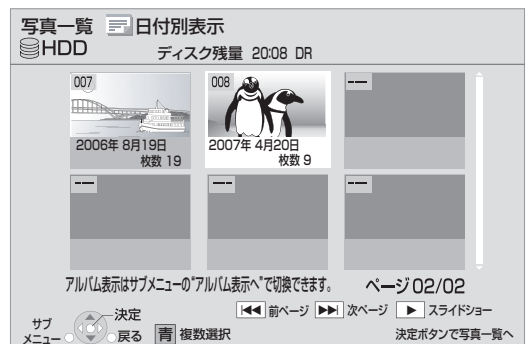 写真一覧 日付別表示
HDD ディスク残量 20:08 DR
007 008 --
2006年 8月19日 2007年 4月20日
枚数 19 枚数 9
-- -- --
アルバム表示はサブメニューの“アルバム表示へ”で切換できます。 ページ 02/02
前ページ 次ページ スライドショー
サブメニュー
決定
戻る 青 複数選択 決定ボタンで写真一覧へ